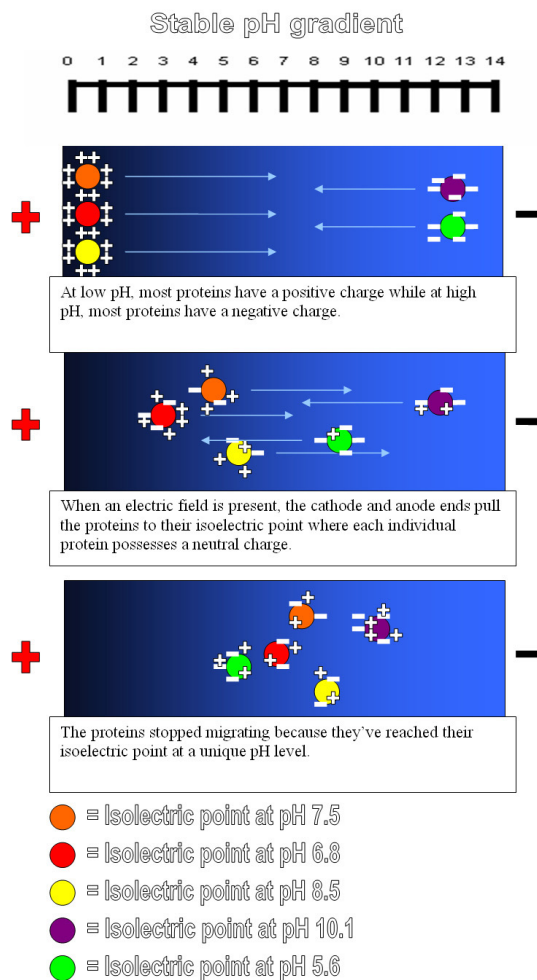 Stable pH gradient
0 1 2 3 4 5 6 7 8 9 10 11 12 13 14
At low pH, most proteins have a positive charge while at high
pH, most proteins have a negative charge.
When an electric field is present, the cathode and anode ends pull
the proteins to their isoelectric point where each individual
protein possesses a neutral charge.
The proteins stopped migrating because they've reached their
isoelectric point at a unique pH level.
= Isolectric point at pH 7.5
= Isolectric point at pH 6.8
= Isolectric point at pH 8.5
= Isolectric point at pH 10.1
= Isolectric point at pH 5.6